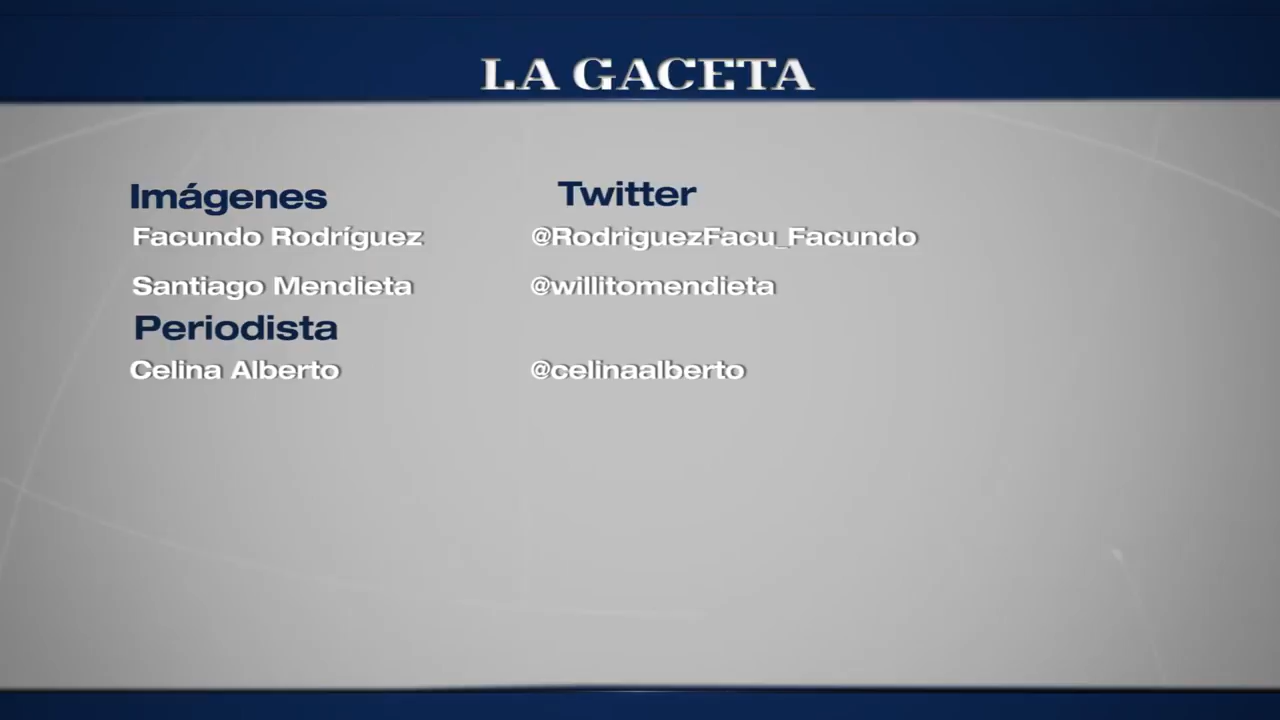 LA GACETA
Imágenes Twitter
Facundo Rodríguez @RodriguezFacu_Facundo
Santiago Mendieta @willitomendieta
Periodista
Celina Alberto @celinaalberto